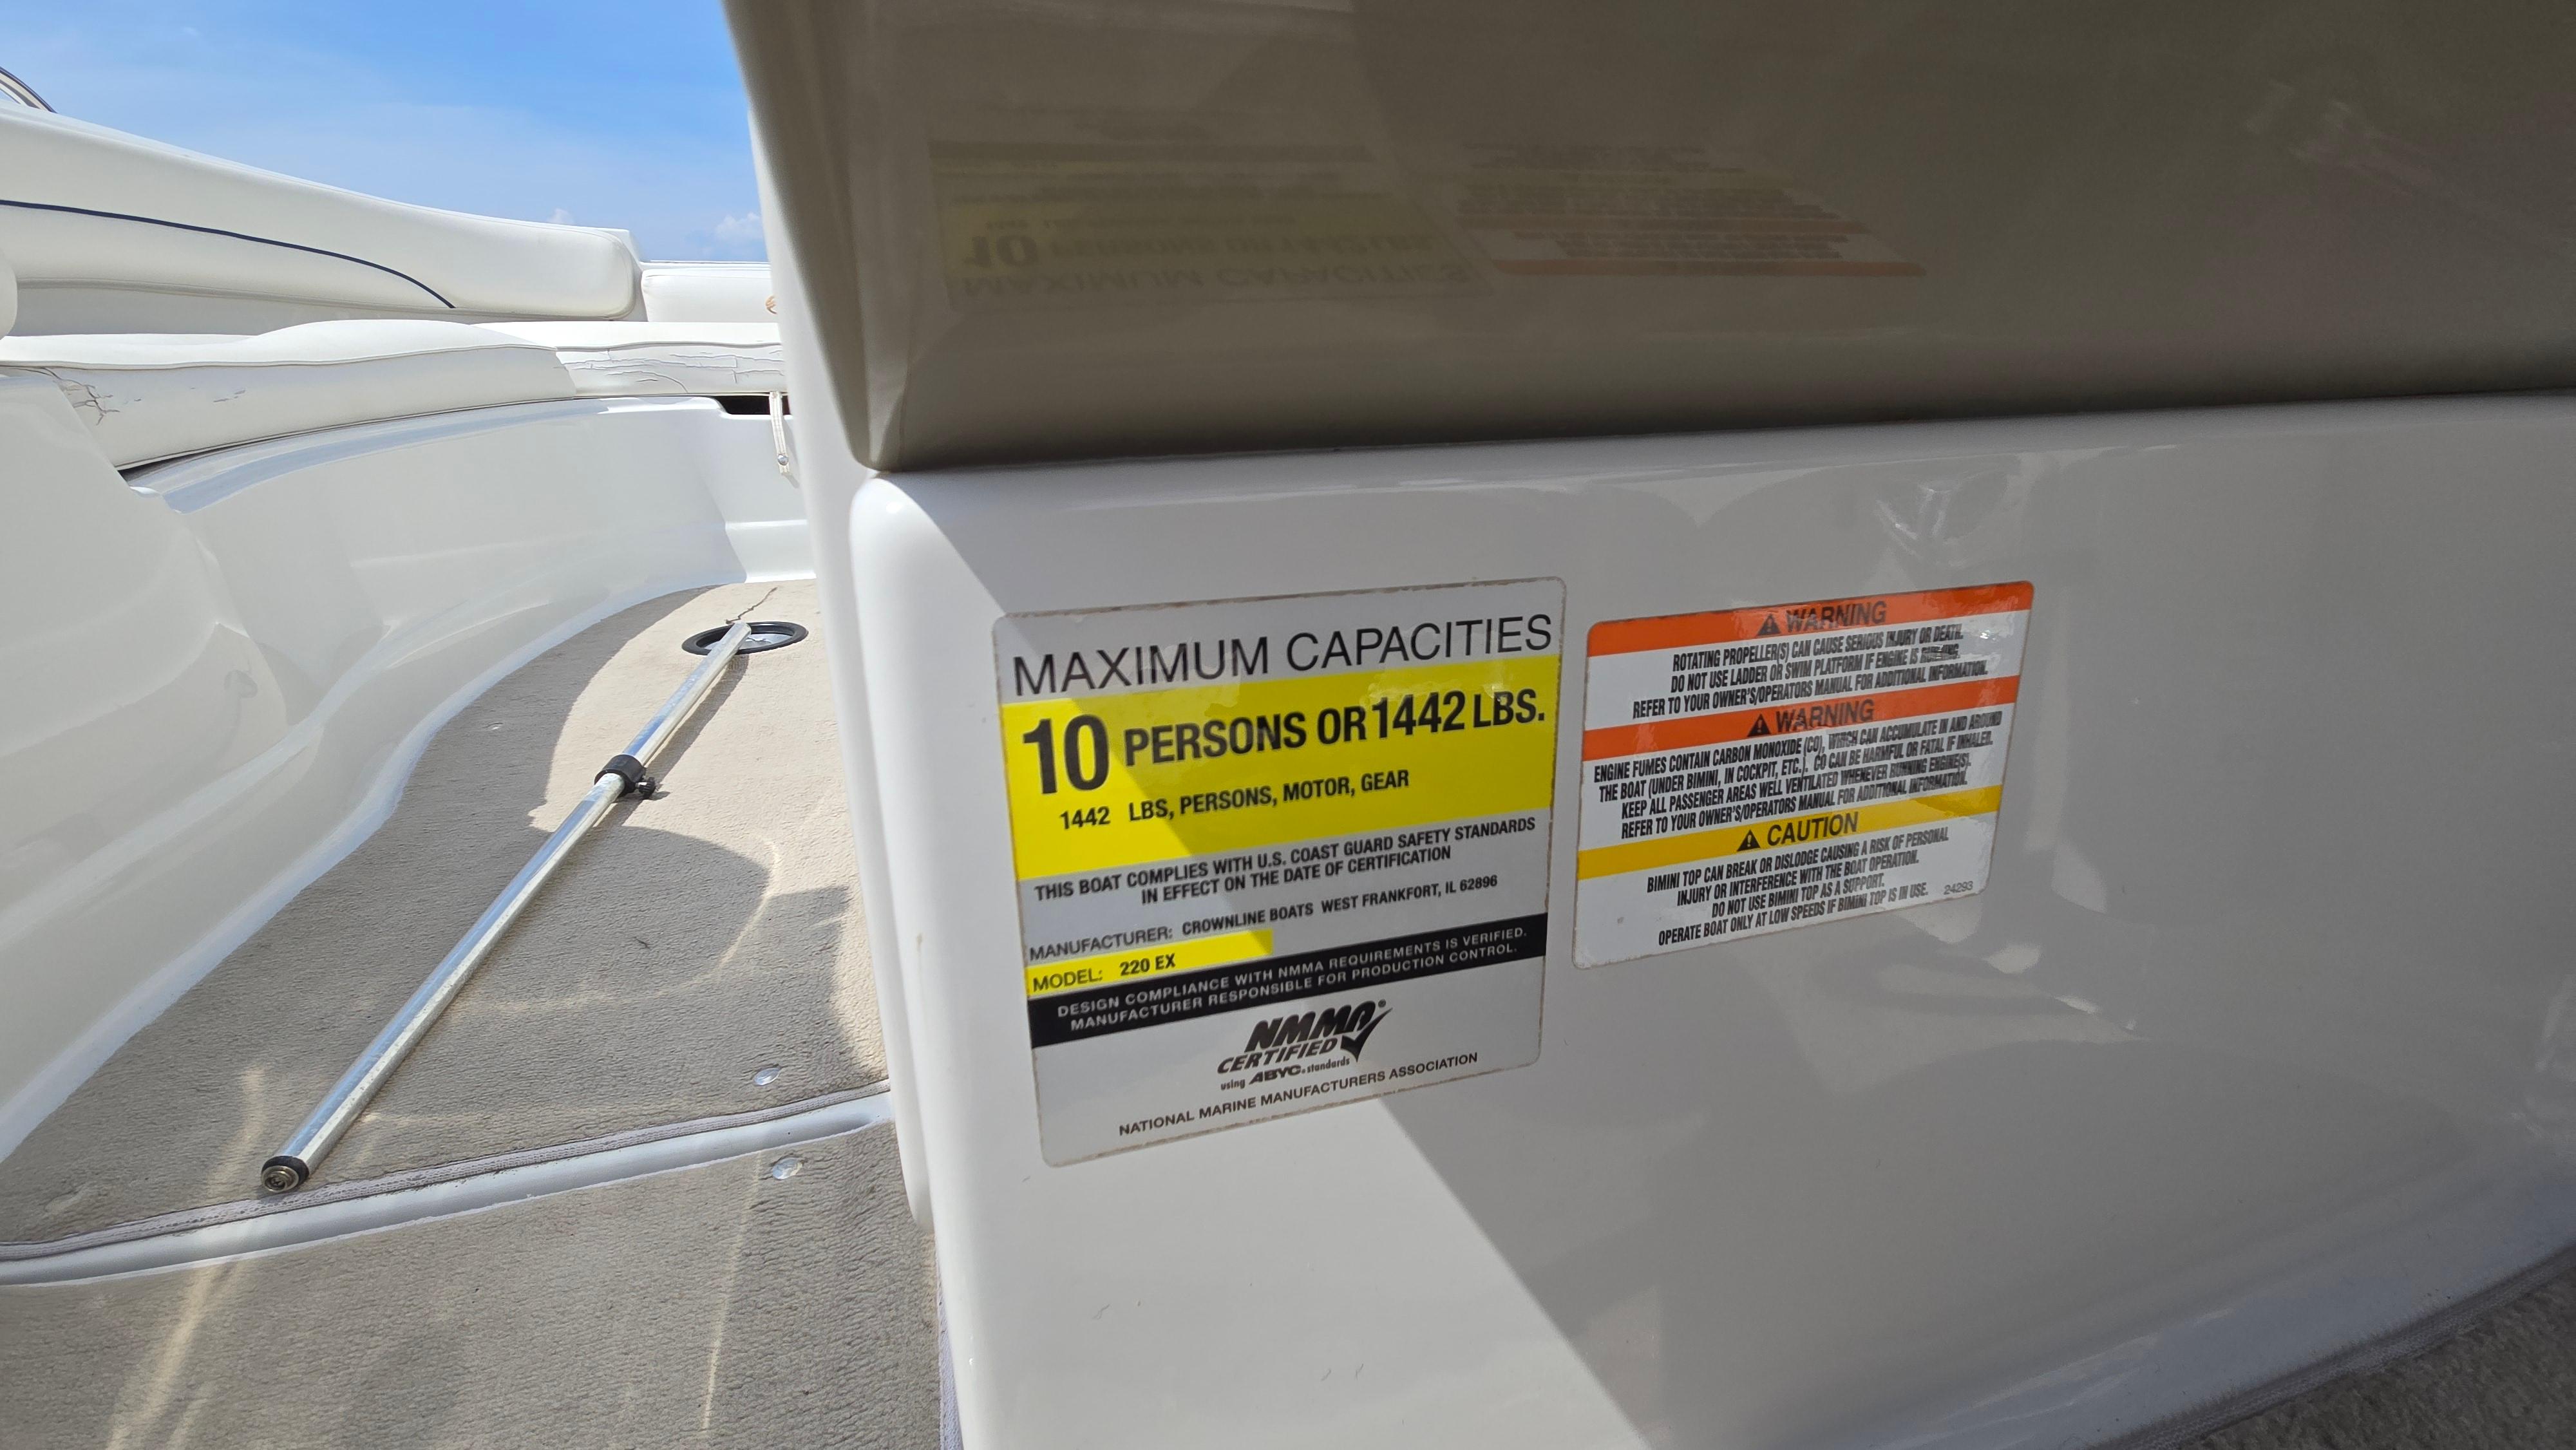 MAXIMUM CAPACITIES
10 PERSONS OR 1442 LBS.
1442 LBS, PERSONS, MOTOR, GEAR
THIS BOAT COMPLIES WITH U.S. COAST GUARD SAFETY STANDARDS
IN EFFECT ON THE DATE OF CERTIFICATION
MANUFACTURER: CROWNLINE BOATS WEST FRANKFORT, IL 62896
MODEL: 220 EX
DESIGN COMPLIANCE WITH NMMA REQUIREMENTS IS VERIFIED.
MANUFACTURER RESPONSIBLE FOR PRODUCTION CONTROL.
NMMA®
CERTIFIED
using ABYC® standards
NATIONAL MARINE MANUFACTURERS ASSOCIATION
WARNING
ROTATING PROPELLER(S) CAN CAUSE SERIOUS INJURY OR DEATH.
DO NOT USE LADDER OR SWIM PLATFORM IF ENGINE IS RUNNING.
REFER TO YOUR OWNER'S/OPERATORS MANUAL FOR ADDITIONAL INFORMATION.
WARNING
ENGINE FUMES CONTAIN CARBON MONOXIDE (CO), WHICH CAN ACCUMULATE IN AND AROUND
THE BOAT (UNDER BIMINI, IN COCKPIT, ETC.). CO CAN BE HARMFUL OR FATAL IF INHALED.
KEEP ALL PASSENGER AREAS WELL VENTILATED WHENEVER RUNNING ENGINE(S).
REFER TO YOUR OWNER'S/OPERATORS MANUAL FOR ADDITIONAL INFORMATION.
CAUTION
BIMINI TOP CAN BREAK OR DISLODGE CAUSING A RISK OF PERSONAL
INJURY OR INTERFERENCE WITH THE BOAT OPERATION.
DO NOT USE BIMINI TOP AS A SUPPORT.
OPERATE BOAT ONLY AT LOW SPEEDS IF BIMINI TOP IS IN USE. 24293